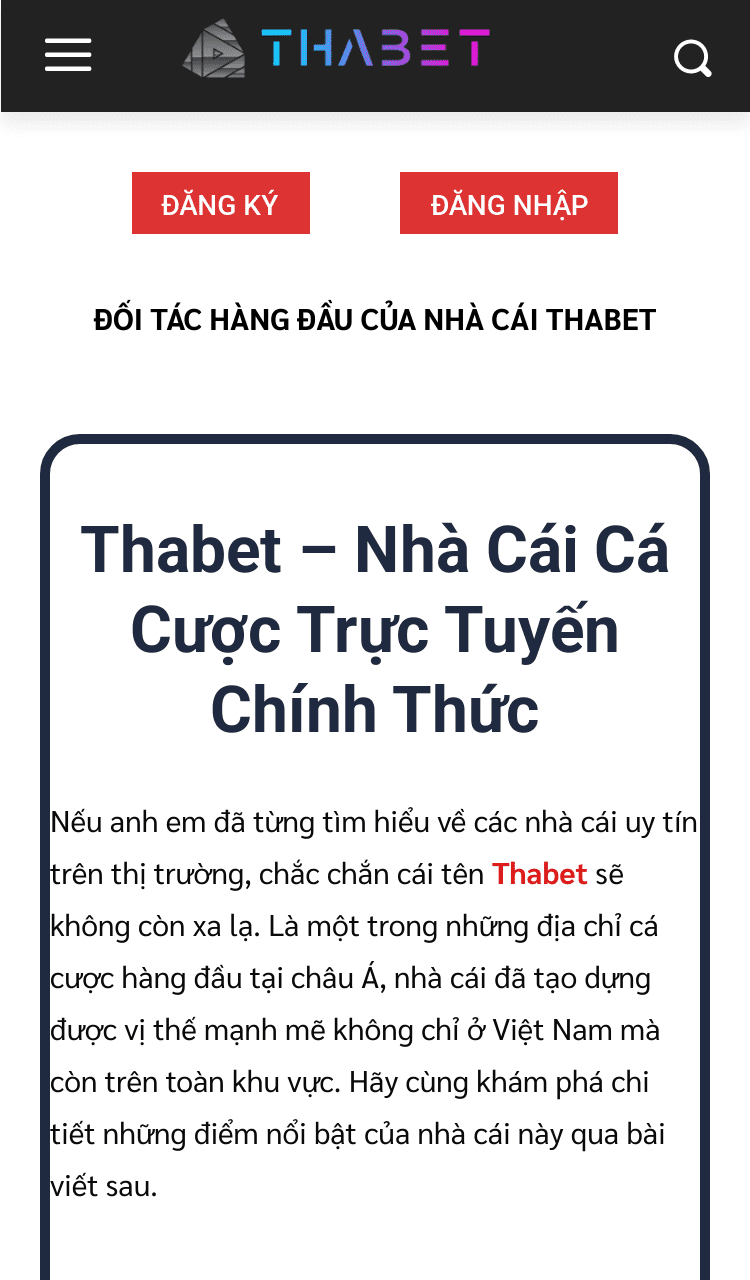 THABET
ĐĂNG KÝ
ĐĂNG NHẬP
ĐỐI TÁC HÀNG ĐẦU CỦA NHÀ CÁI THABET
Thabet – Nhà Cái Cá
Cược Trực Tuyến
Chính Thức
Nếu anh em đã từng tìm hiểu về các nhà cái uy tín
trên thị trường, chắc chắn cái tên Thabet sẽ
không còn xa lạ. Là một trong những địa chỉ cá
cược hàng đầu tại châu Á, nhà cái đã tạo dựng
được vị thế mạnh mẽ không chỉ ở Việt Nam mà
còn trên toàn khu vực. Hãy cùng khám phá chi
tiết những điểm nổi bật của nhà cái này qua bài
viết sau.